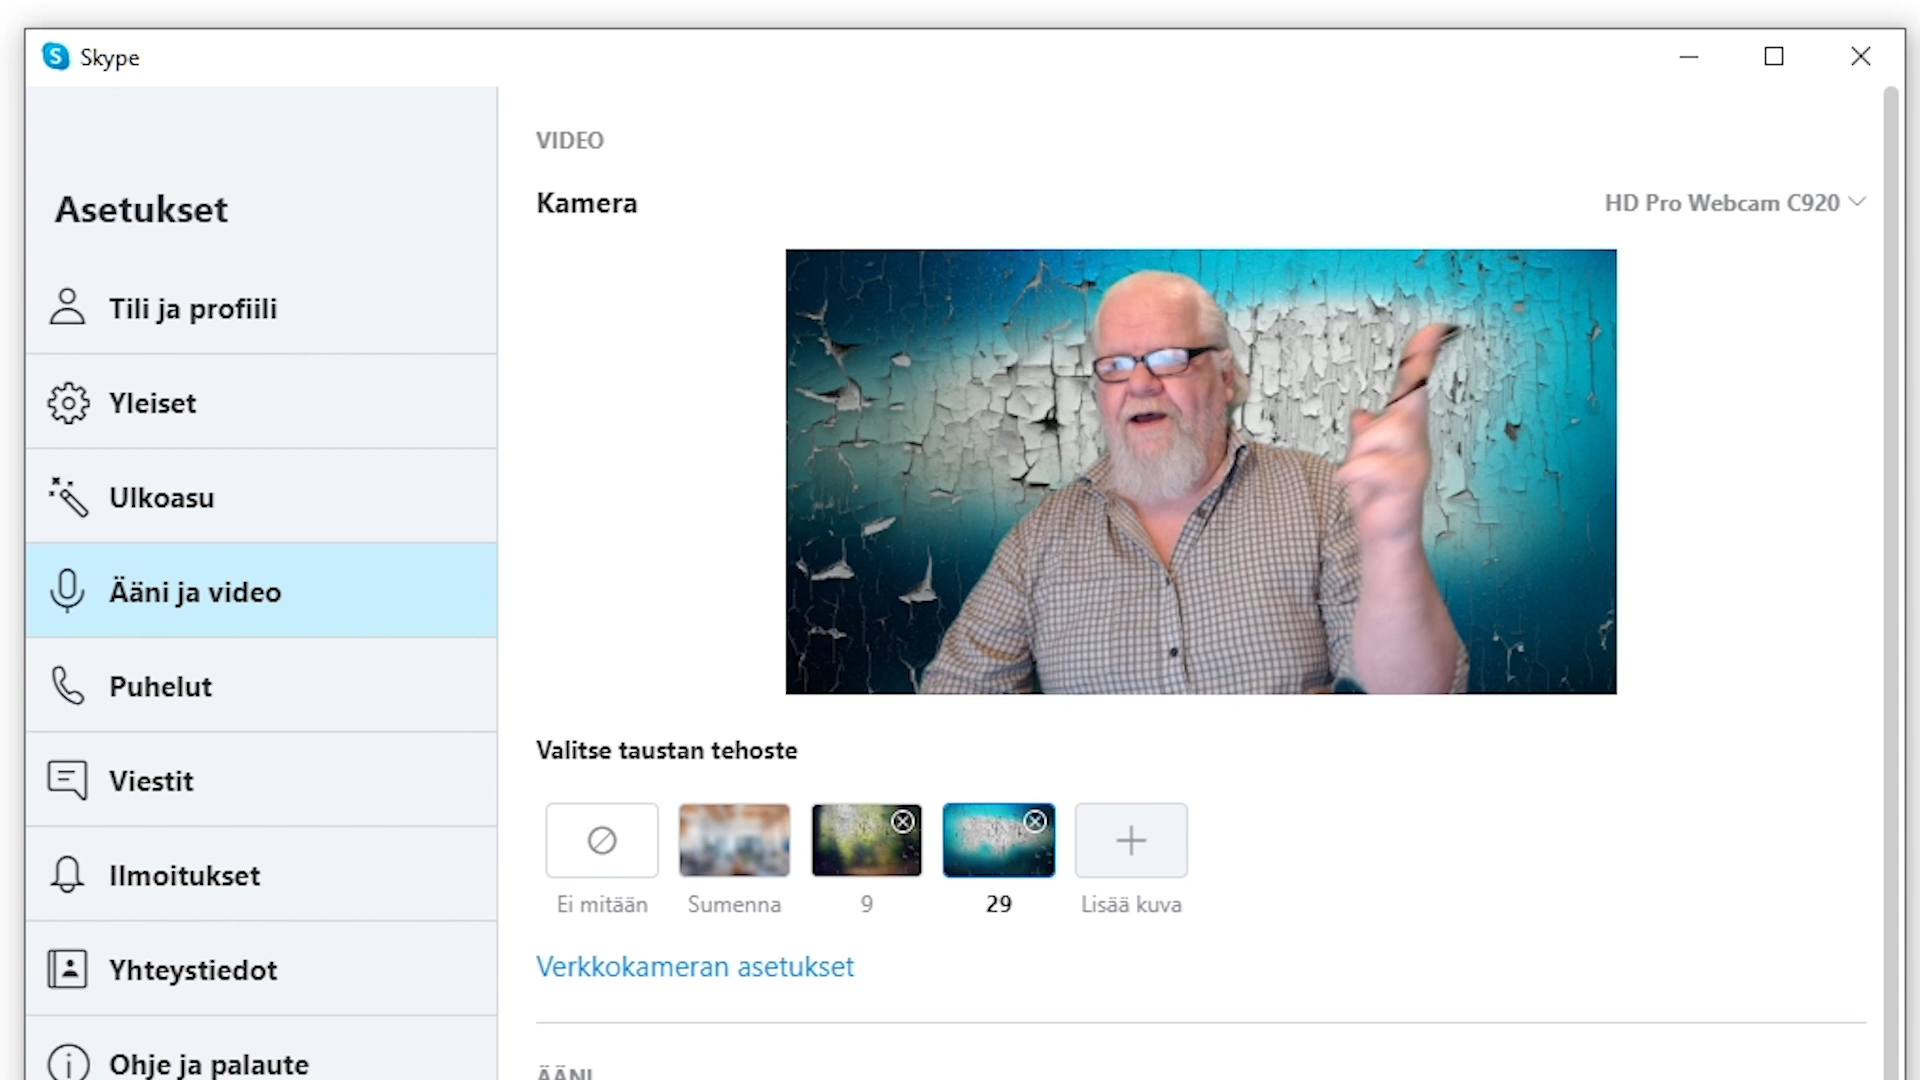 Skype
Asetukset
Tili ja profiili
Yleiset
Ulkoasu
Ääni ja video
Puhelut
Viestit
Ilmoitukset
Yhteystiedot
Ohje ja palaute
VIDEO
Kamera
HD Pro Webcam C920
Valitse taustan tehoste
Ei mitään
Sumenna
9
29
Lisää kuva
Verkkokameran asetukset
ÄÄNI